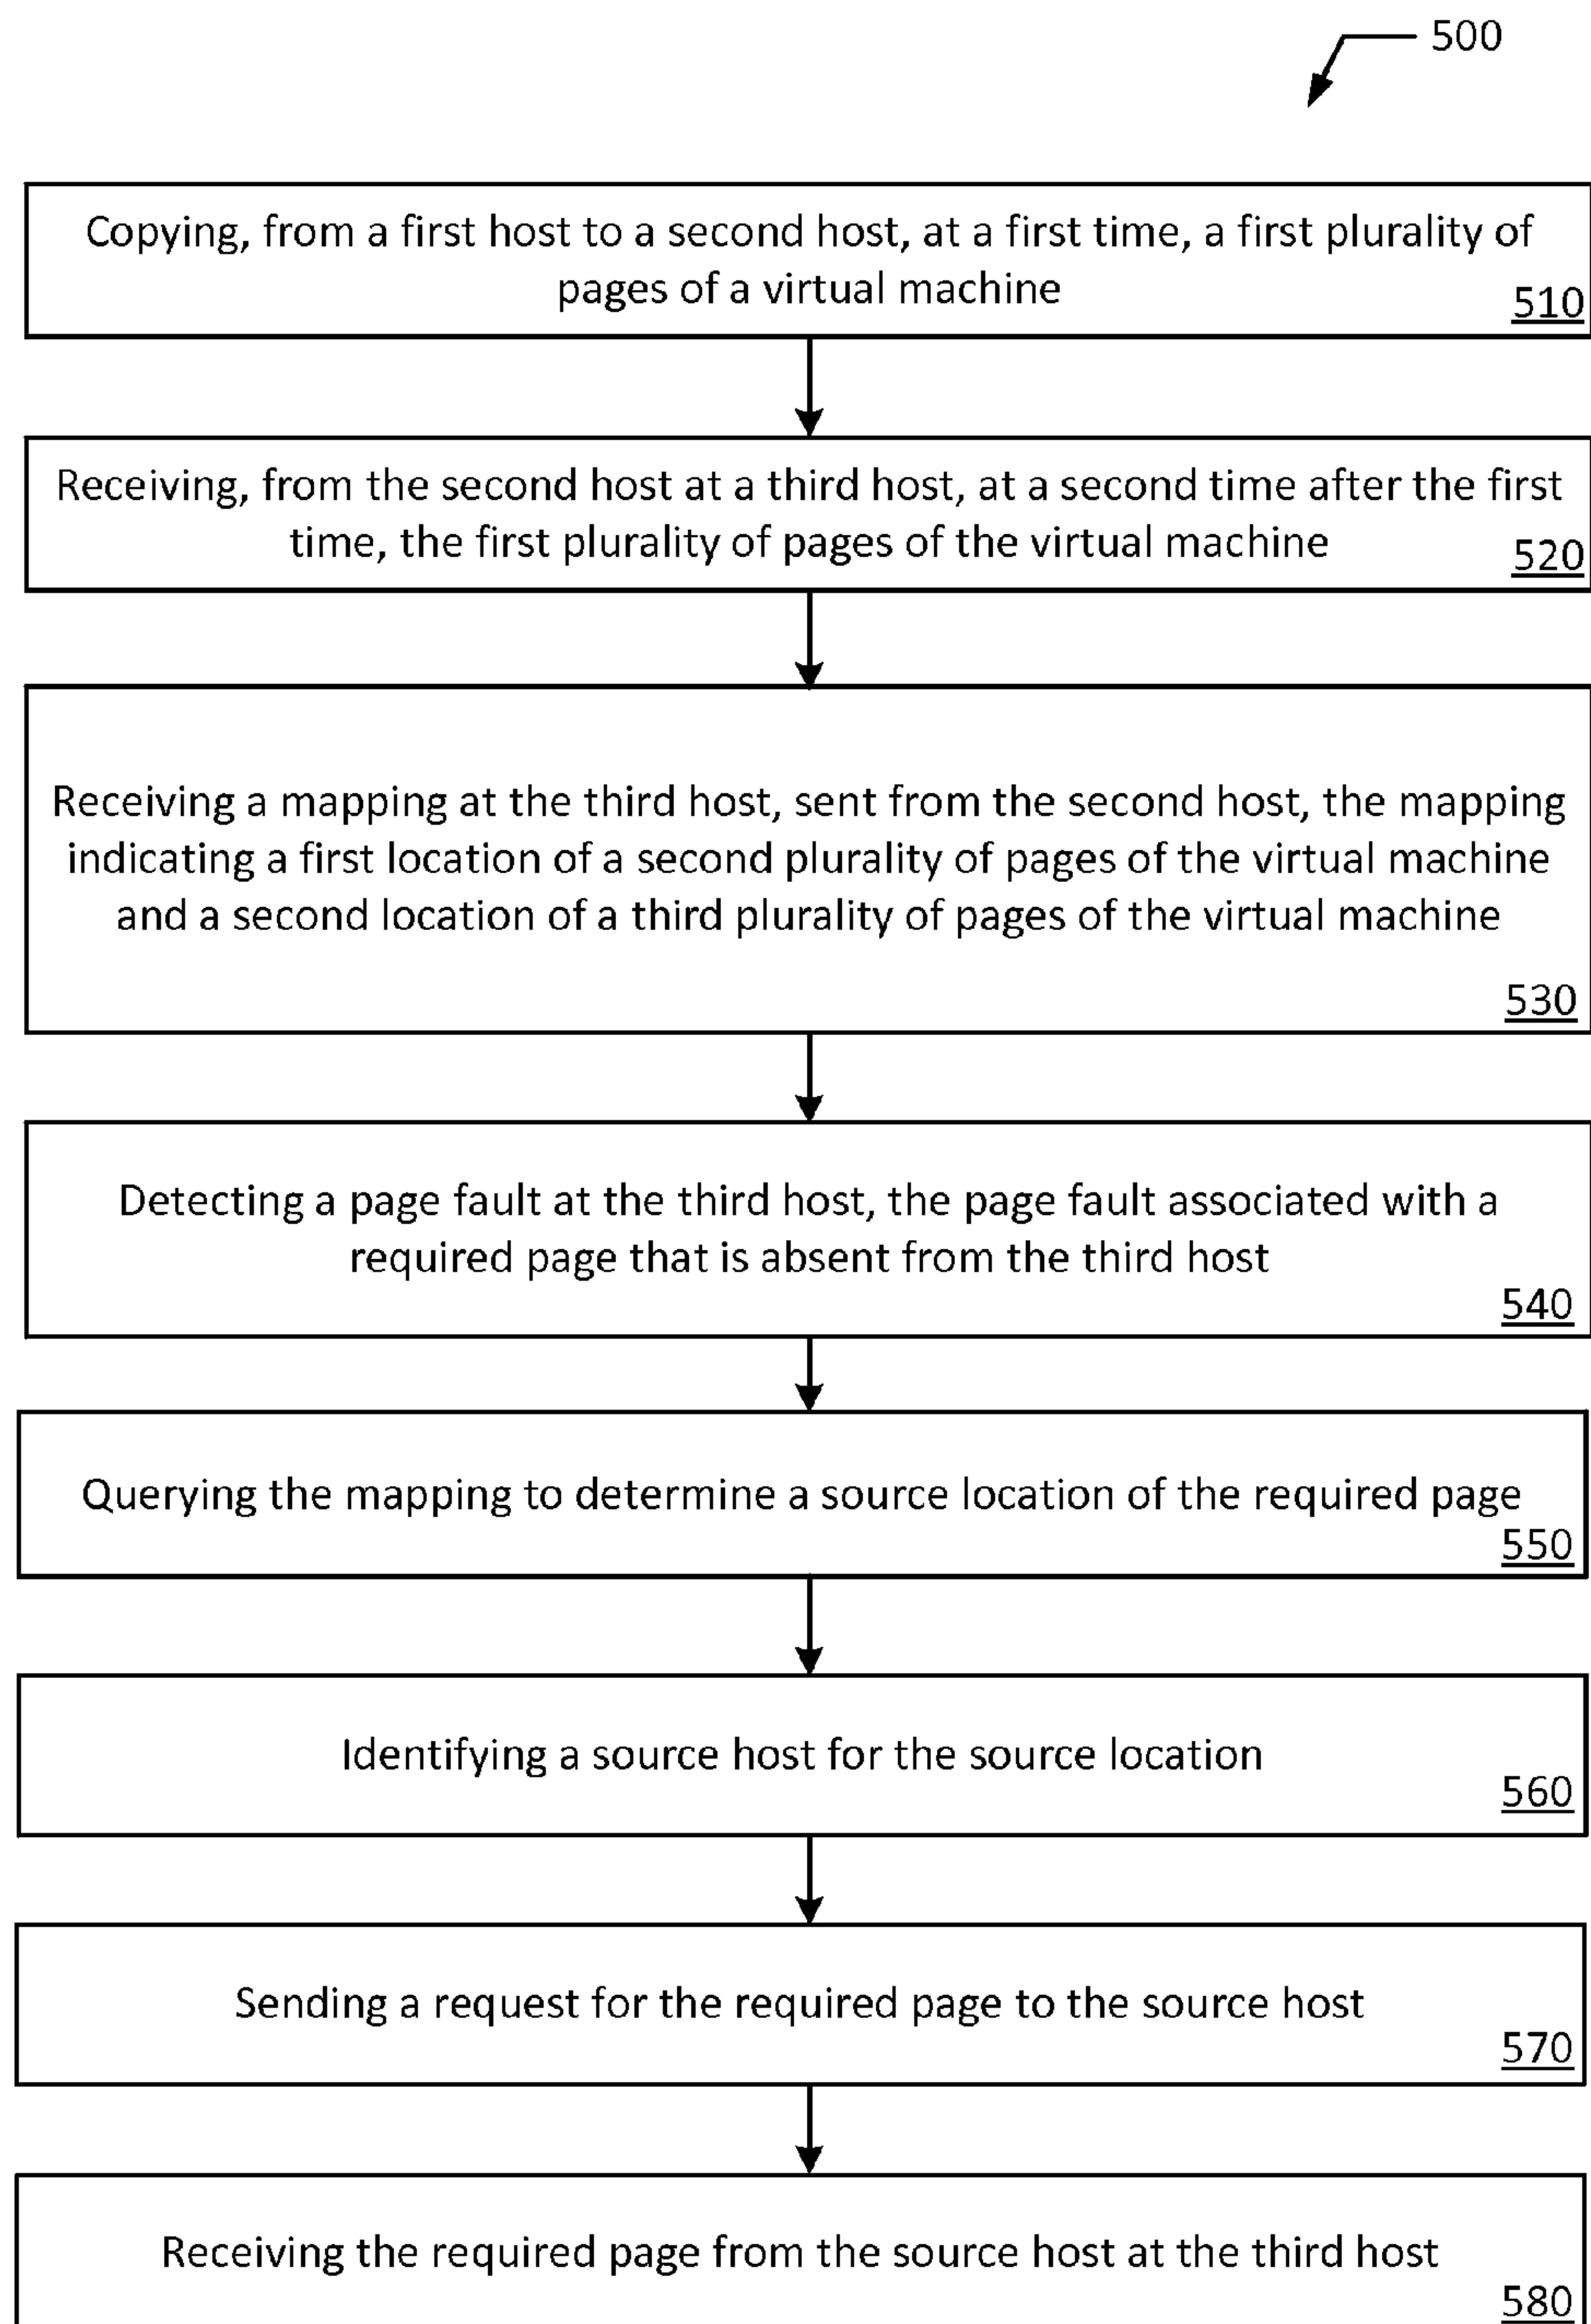 500
Copying, from a first host to a second host, at a first time, a first plurality of
pages of a virtual machine
510
Receiving, from the second host at a third host, at a second time after the first
time, the first plurality of pages of the virtual machine
520
Receiving a mapping at the third host, sent from the second host, the mapping
indicating a first location of a second plurality of pages of the virtual machine
and a second location of a third plurality of pages of the virtual machine
530
Detecting a page fault at the third host, the page fault associated with a
required page that is absent from the third host
540
Querying the mapping to determine a source location of the required page
550
Identifying a source host for the source location
560
Sending a request for the required page to the source host
570
Receiving the required page from the source host at the third host
580